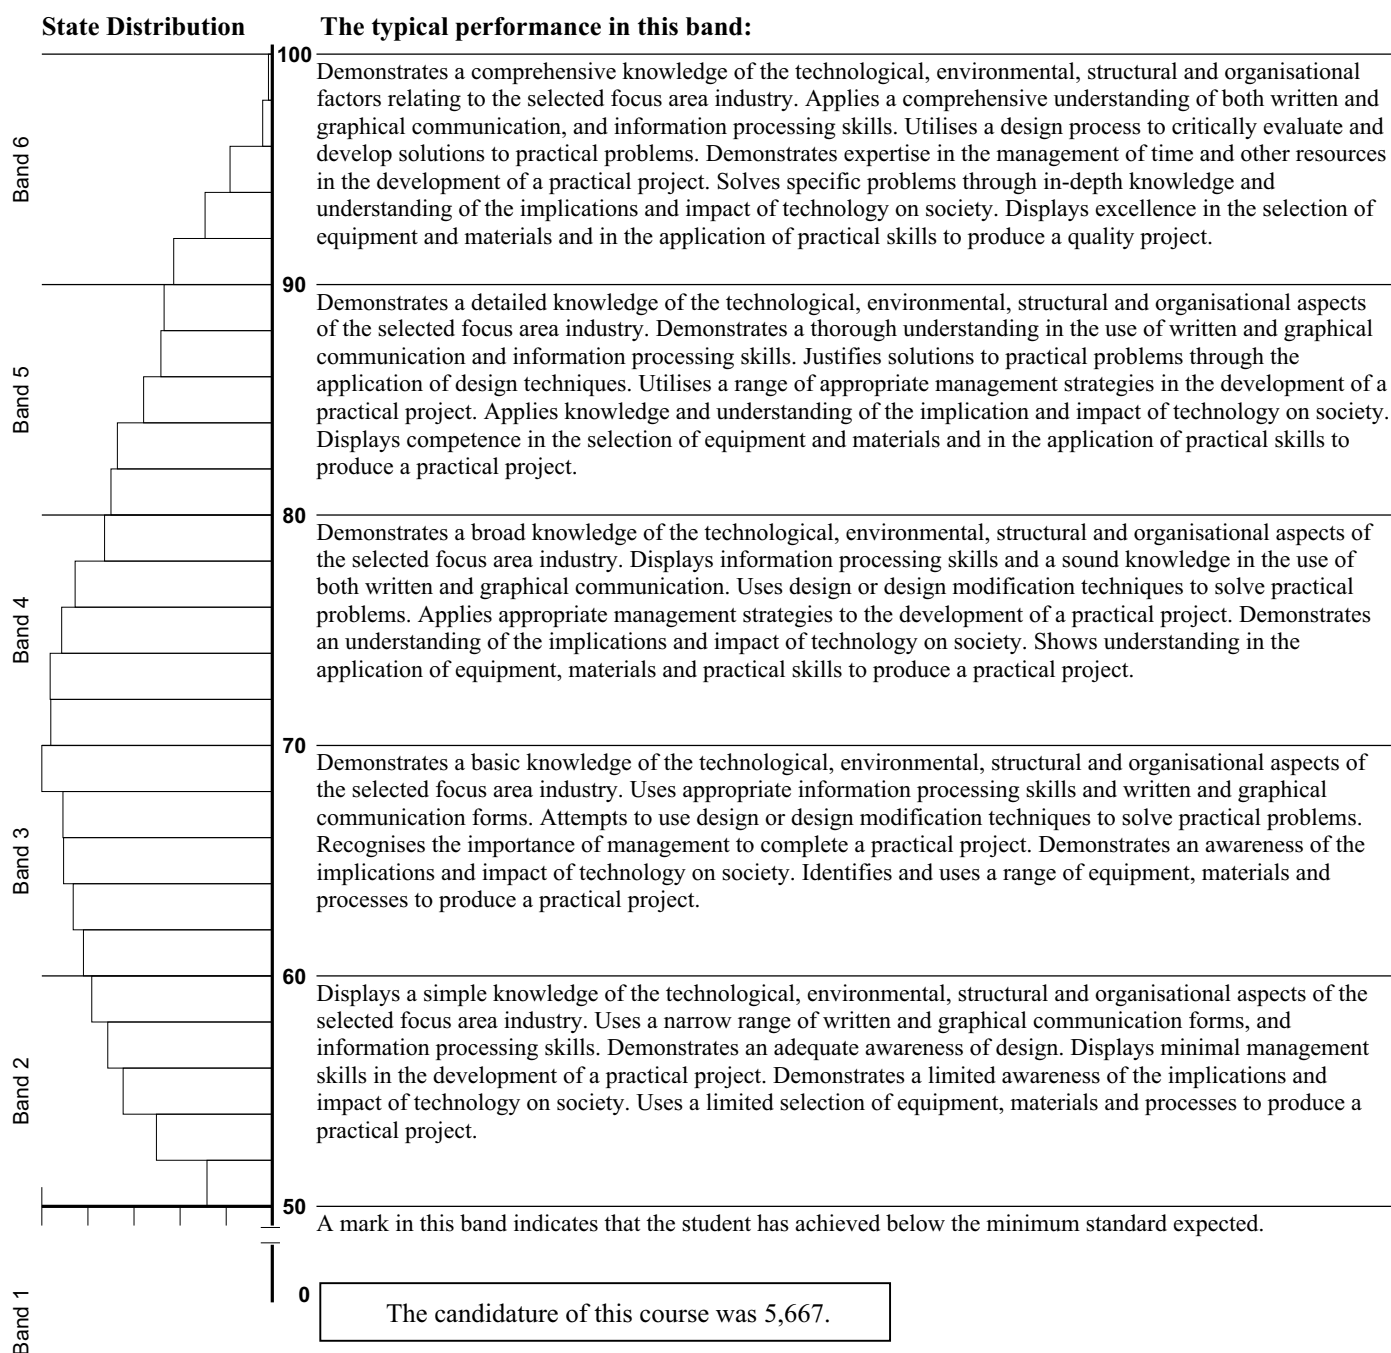 State Distribution
The typical performance in this band:
100
Demonstrates a comprehensive knowledge of the technological, environmental, structural and organisational
factors relating to the selected focus area industry. Applies a comprehensive understanding of both written and
graphical communication, and information processing skills. Utilises a design process to critically evaluate and
develop solutions to practical problems. Demonstrates expertise in the management of time and other resources
in the development of a practical project. Solves specific problems through in-depth knowledge and
understanding of the implications and impact of technology on society. Displays excellence in the selection of
equipment and materials and in the application of practical skills to produce a quality project.
Band 6
90
Demonstrates a detailed knowledge of the technological, environmental, structural and organisational aspects
of the selected focus area industry. Demonstrates a thorough understanding in the use of written and graphical
communication and information processing skills. Justifies solutions to practical problems through the
application of design techniques. Utilises a range of appropriate management strategies in the development of a
practical project. Applies knowledge and understanding of the implication and impact of technology on society.
Displays competence in the selection of equipment and materials and in the application of practical skills to
produce a practical project.
Band 5
80
Demonstrates a broad knowledge of the technological, environmental, structural and organisational aspects of
the selected focus area industry. Displays information processing skills and a sound knowledge in the use of
both written and graphical communication. Uses design or design modification techniques to solve practical
problems. Applies appropriate management strategies to the development of a practical project. Demonstrates
an understanding of the implications and impact of technology on society. Shows understanding in the
application of equipment, materials and practical skills to produce a practical project.
Band 4
70
Demonstrates a basic knowledge of the technological, environmental, structural and organisational aspects of
the selected focus area industry. Uses appropriate information processing skills and written and graphical
communication forms. Attempts to use design or design modification techniques to solve practical problems.
Recognises the importance of management to complete a practical project. Demonstrates an awareness of the
implications and impact of technology on society. Identifies and uses a range of equipment, materials and
processes to produce a practical project.
Band 3
60
Displays a simple knowledge of the technological, environmental, structural and organisational aspects of the
selected focus area industry. Uses a narrow range of written and graphical communication forms, and
information processing skills. Demonstrates an adequate awareness of design. Displays minimal management
skills in the development of a practical project. Demonstrates a limited awareness of the implications and
impact of technology on society. Uses a limited selection of equipment, materials and processes to produce a
practical project.
Band 2
50
A mark in this band indicates that the student has achieved below the minimum standard expected.
0
Band 1
The candidature of this course was 5,667.